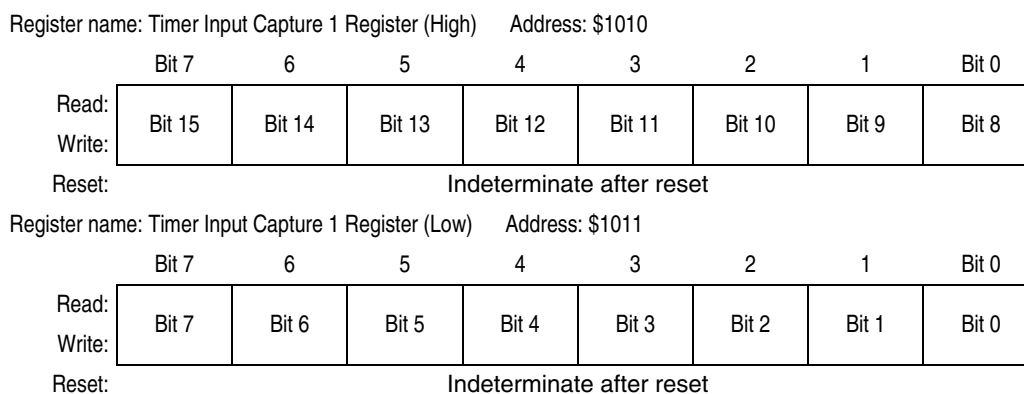 Register name: Timer Input Capture 1 Register (High) Address: $1010
Bit 7 6 5 4 3 2 1 Bit 0
Read:
Bit 15 Bit 14 Bit 13 Bit 12 Bit 11 Bit 10 Bit 9 Bit 8
Write:
Reset: Indeterminate after reset
Register name: Timer Input Capture 1 Register (Low) Address: $1011
Bit 7 6 5 4 3 2 1 Bit 0
Read:
Bit 7 Bit 6 Bit 5 Bit 4 Bit 3 Bit 2 Bit 1 Bit 0
Write:
Reset: Indeterminate after reset